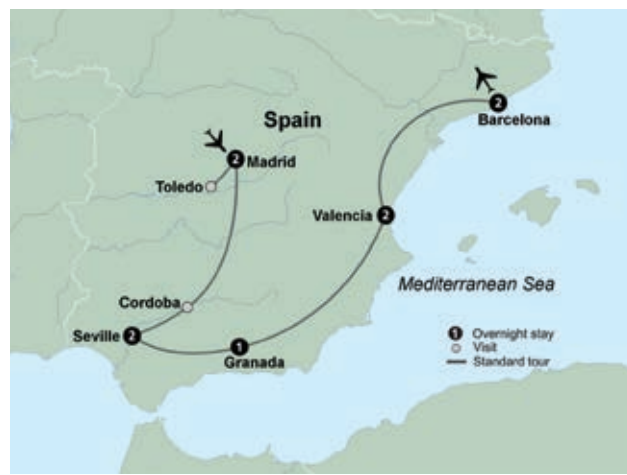 Spain
2
Barcelona
2
Madrid
Toledo
Valencia
2
Mediterranean Sea
Cordoba
Seville
2
1
Granada
1 Overnight stay
Visit
Standard tour